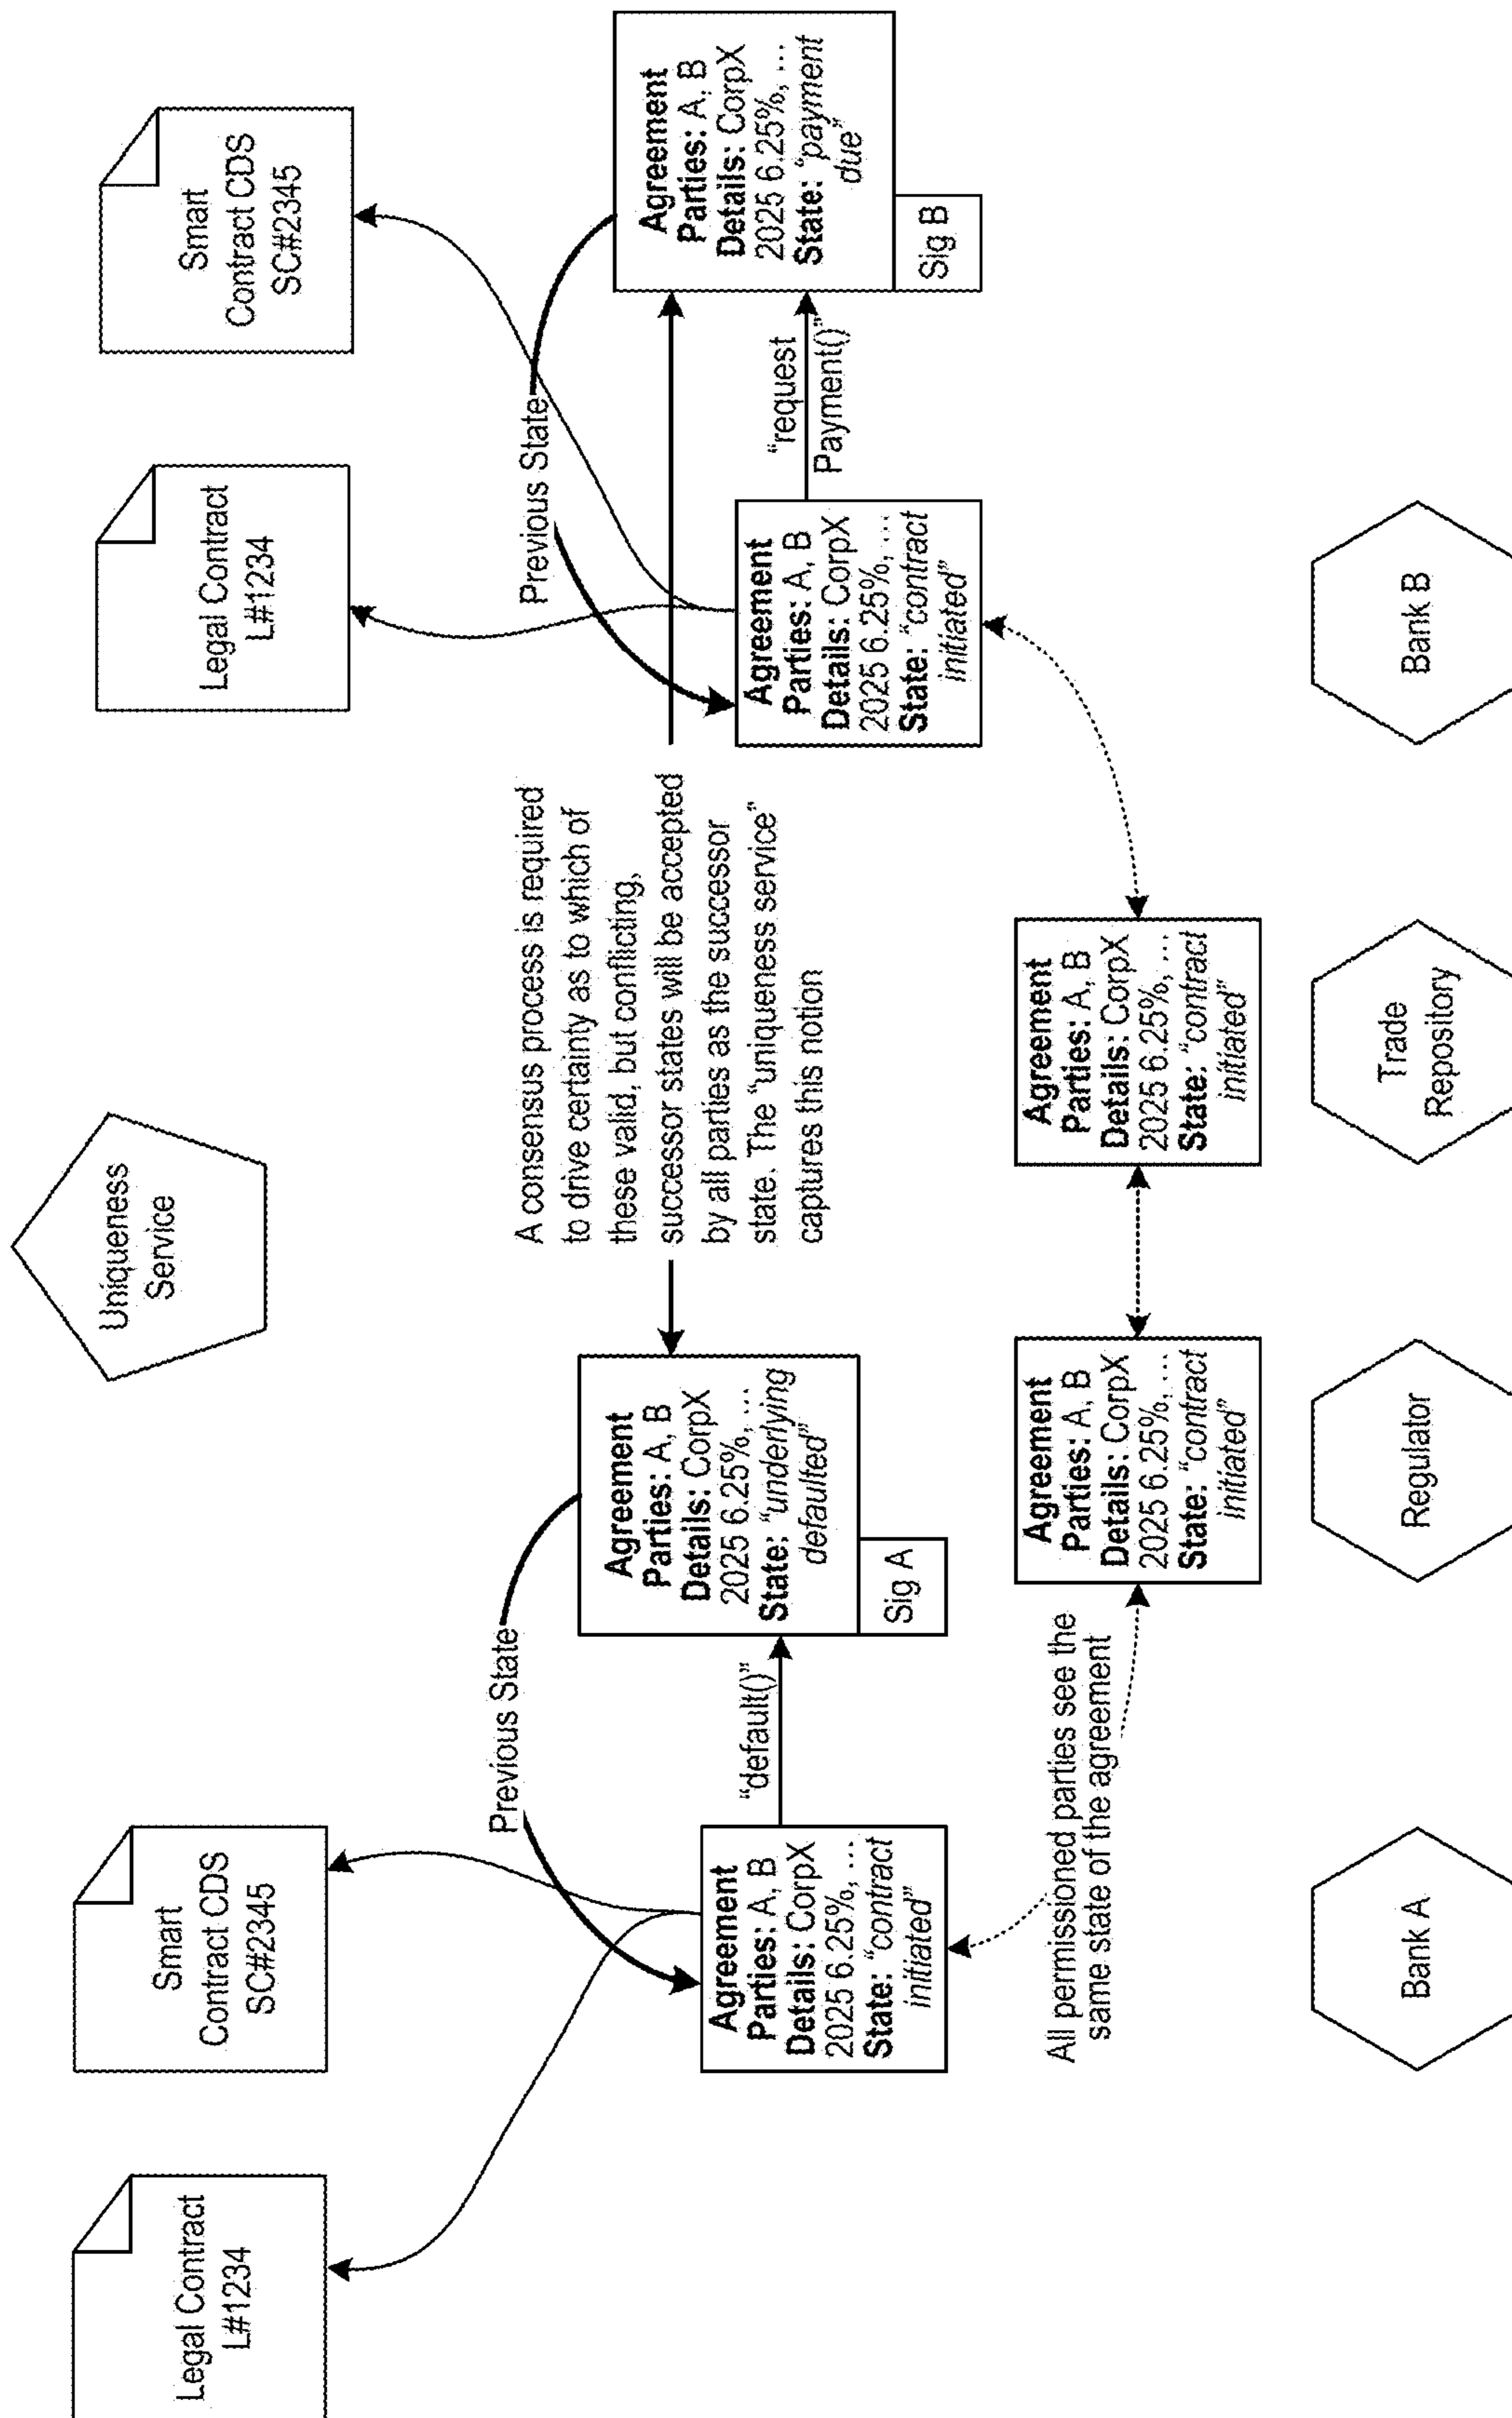 Uniqueness
Service
Legal Contract
L#1234
Smart
Contract CDS
SC#2345
Legal Contract
L#1234
Smart
Contract CDS
SC#2345
Previous State
Agreement
Parties: A, B
Details: CorpX
2025 6.25%, ...
State: “contract
initiated”
“default()”
Agreement
Parties: A, B
Details: CorpX
2025 6.25%, ...
State: “underlying
defaulted”
Sig A
A consensus process is required
to drive certainty as to which of
these valid, but conflicting,
successor states will be accepted
by all parties as the successor
state. The “uniqueness service”
captures this notion
Previous State
Agreement
Parties: A, B
Details: CorpX
2025 6.25%, ...
State: “contract
initiated”
“request
Payment()”
Agreement
Parties: A, B
Details: CorpX
2025 6.25%, ...
State: “payment
due”
Sig B
All permissioned parties see the
same state of the agreement
Agreement
Parties: A, B
Details: CorpX
2025 6.25%, ...
State: “contract
initiated”
Agreement
Parties: A, B
Details: CorpX
2025 6.25%, ...
State: “contract
initiated”
Bank A
Regulator
Trade
Repository
Bank B